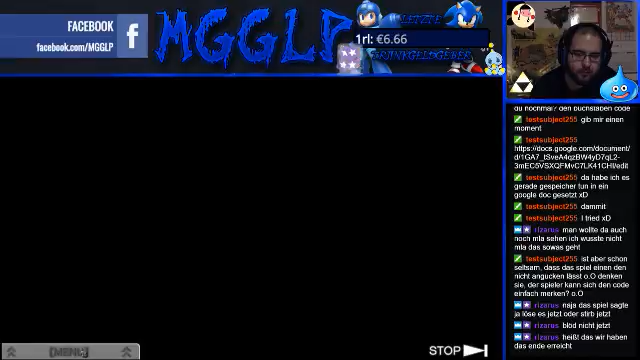 FACEBOOK
facebook.com/MGGLP
f
MGGLP
LETZTE
1rl: €6.66
TRINKGELDGEBER
du nochmal? den buchstaben code
testsubject255 gib mir einen
moment
testsubject255
https://docs.google.com/document/
testsubject255 da habe ich es
gerade gespeicher tun in ein
google doc gesetzt xD
testsubject255 dammit
testsubject255 I tried xD
rizarus man wollte da auch
noch mla sehen ich wusste nicht
mla das sowas geht
testsubject255 ist aber schon
seltsam, dass das spiel einen den
nicht angucken lässt o.O denken
sie, der spieler kann sich den code
einfach merken? o.O
rizarus naja das spiel sagte
ja löse es jetzt oder stirb jetzt
rizarus blöd nicht jetzt
rizarus heißt das wir haben
das ende erreicht
[MENU]
STOP